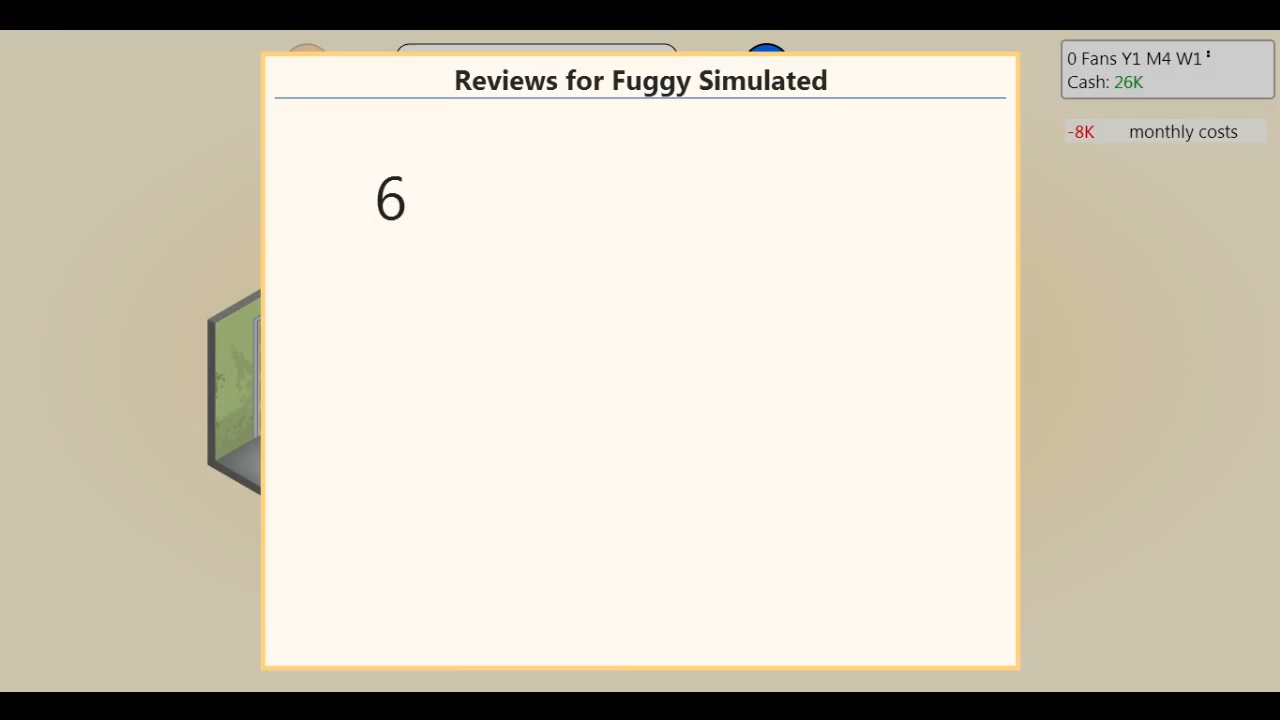 Reviews for Fuggy Simulated
6
0 Fans Y1 M4 W1
Cash: 26K
-8K monthly costs